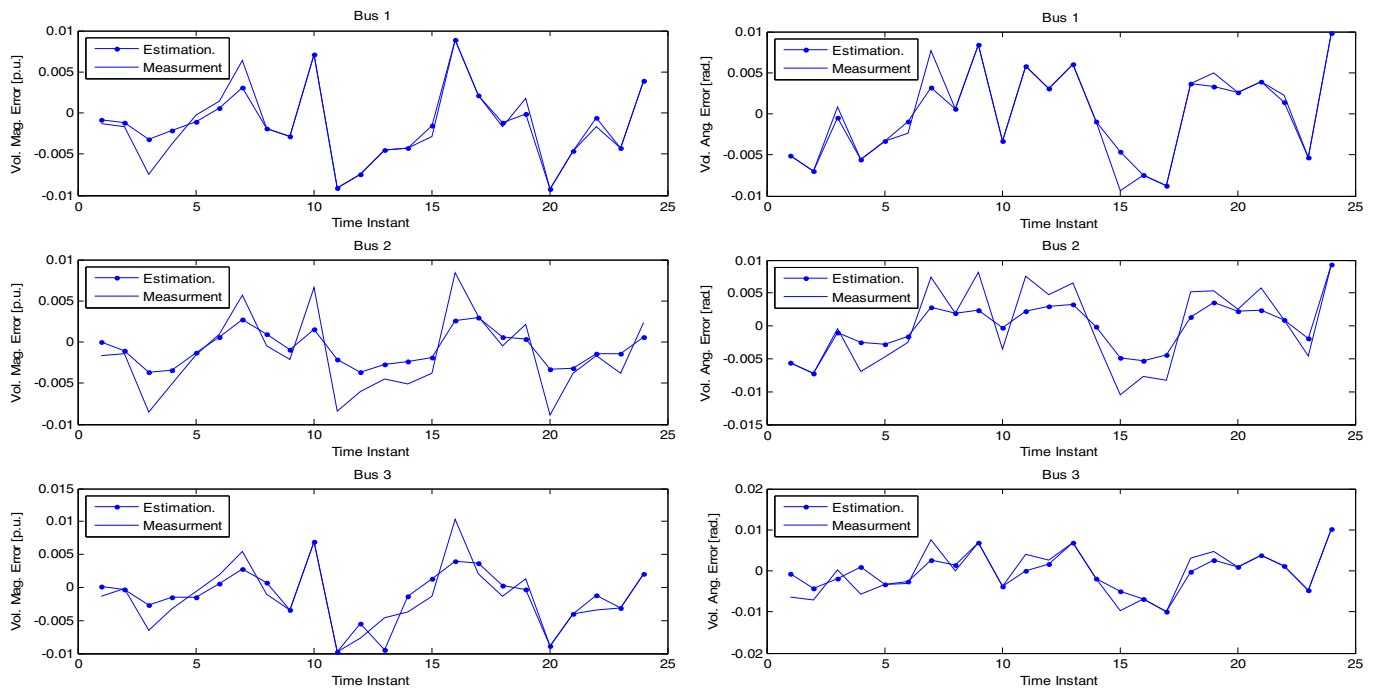 Bus 1
Vol. Mag. Error [p.u.]
0.01
0.005
0
-0.005
-0.01
Estimation.
Measurment
0 5 10 15 20 25
Time Instant
Bus 1
Vol. Ang. Error [rad.]
0.01
0.005
0
-0.005
-0.01
Estimation.
Measurment
0 5 10 15 20 25
Time Instant
Bus 2
Vol. Mag. Error [p.u.]
0.01
0.005
0
-0.005
-0.01
Estimation.
Measurment
0 5 10 15 20 25
Time Instant
Bus 2
Vol. Ang. Error [rad.]
0.01
0.005
0
-0.005
-0.01
-0.015
Estimation.
Measurment
0 5 10 15 20 25
Time Instant
Bus 3
Vol. Mag. Error [p.u.]
0.015
0.01
0.005
0
-0.005
-0.01
Estimation.
Measurment
0 5 10 15 20 25
Time Instant
Bus 3
Vol. Ang. Error [rad.]
0.02
0.01
0
-0.01
-0.02
Estimation.
Measurment
0 5 10 15 20 25
Time Instant